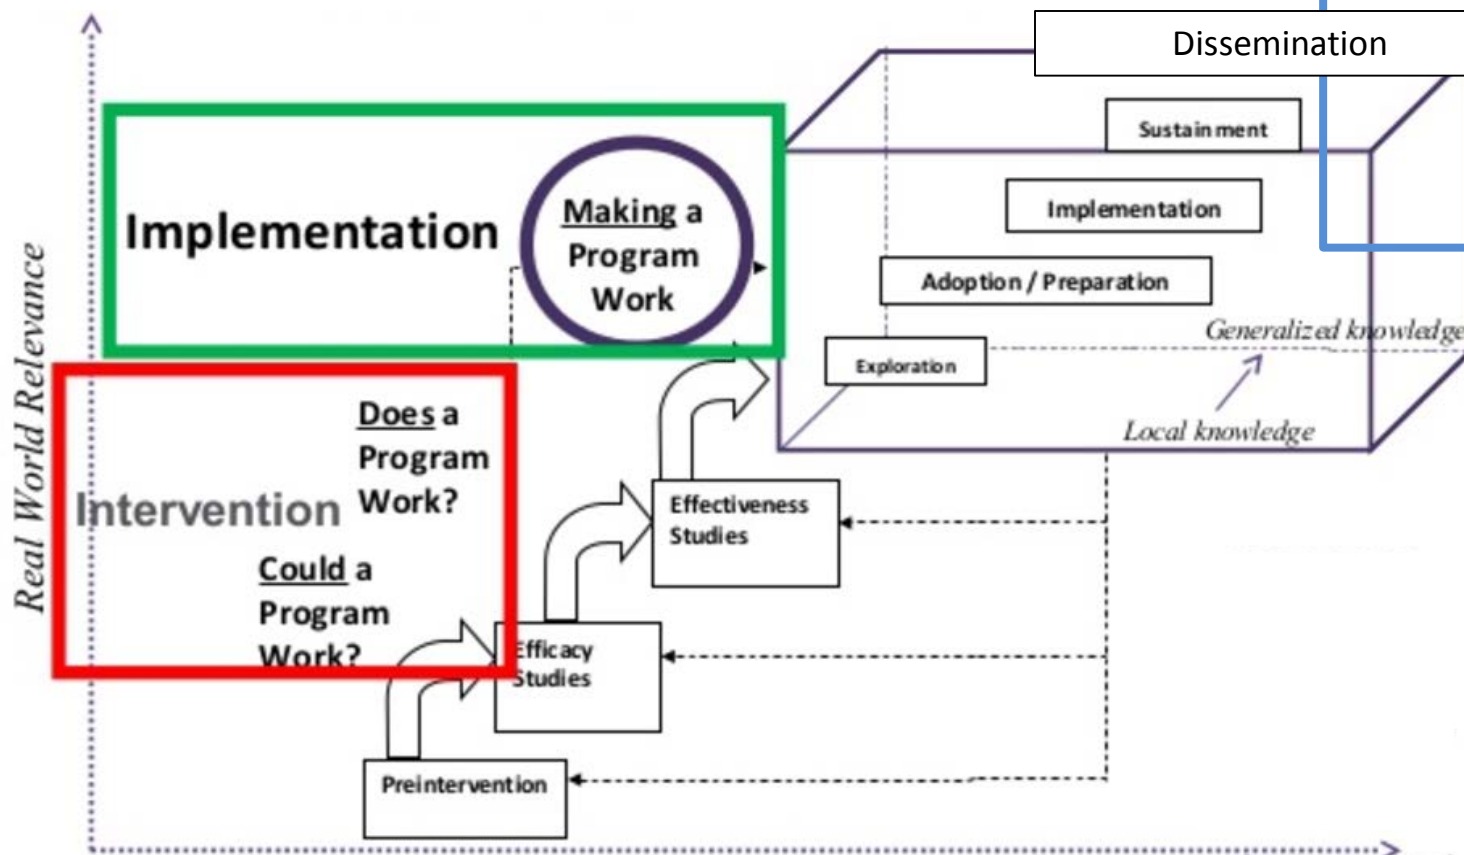 Dissemination
Sustainment
Implementation
Adoption / Preparation
Exploration
Generalized knowledge
Local knowledge
Implementation
Making a
Program
Work
Real World Relevance
Does a
Program
Work?
Intervention
Could a
Program
Work?
Effectiveness
Studies
Efficacy
Studies
Preintervention